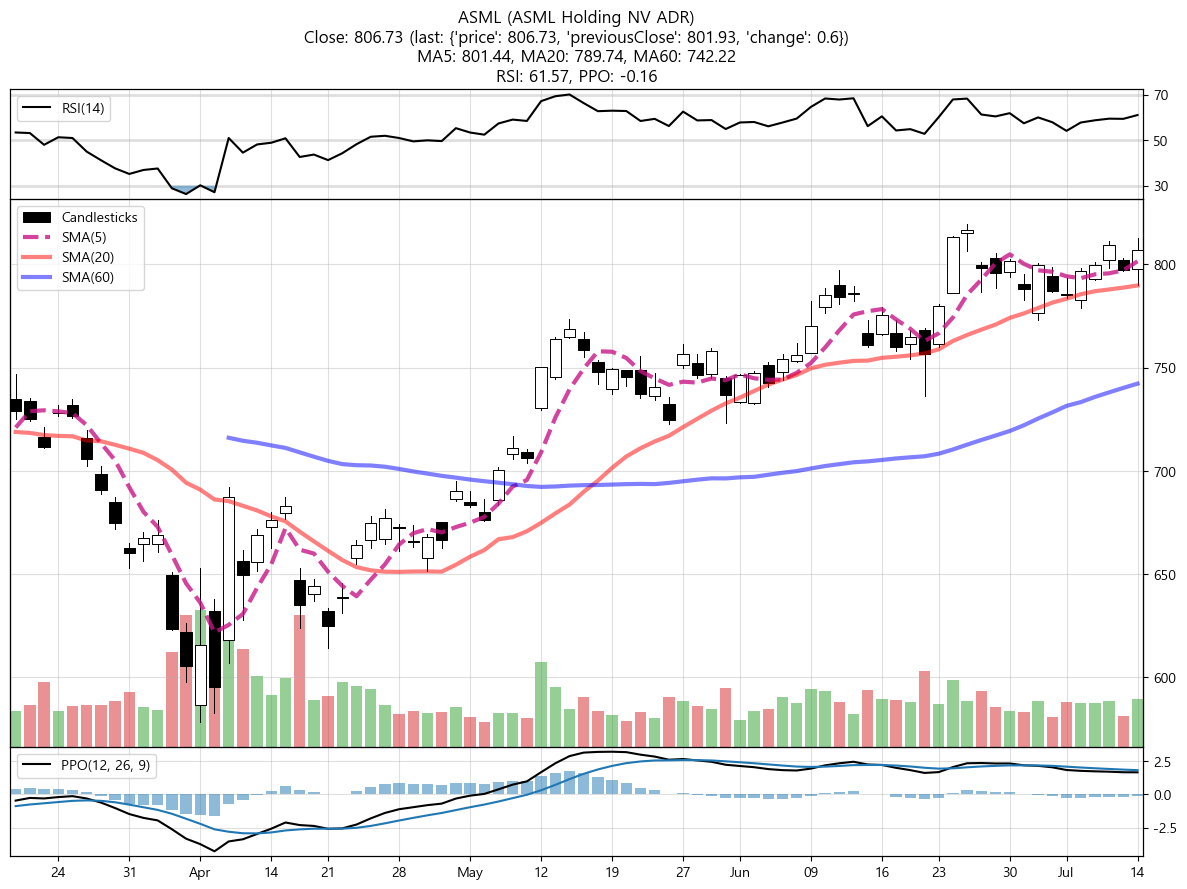 ASML (ASML Holding NV ADR)
Close: 806.73 (last: {'price': 806.73, 'previousClose': 801.93, 'change': 0.6})
MA5: 801.44, MA20: 789.74, MA60: 742.22
RSI: 61.57, PPO: -0.16
RSI(14)
70
50
30
Candlesticks
SMA(5)
SMA(20)
SMA(60)
800
750
700
650
600
PPO(12, 26, 9)
2.5
0.0
-2.5
24 31 Apr 14 21 28 May 12 19 27 Jun 09 16 23 30 Jul 14